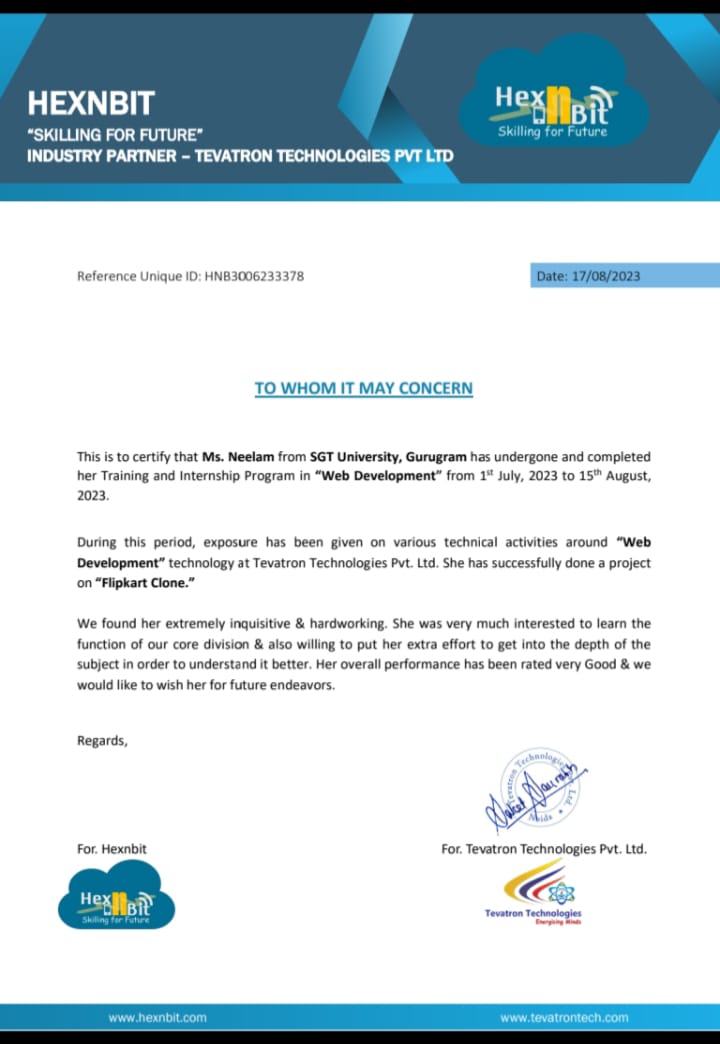 HEXNBIT
"SKILLING FOR FUTURE"
INDUSTRY PARTNER – TEVATRON TECHNOLOGIES PVT LTD
HexnBit
Skilling for Future
Reference Unique ID: HNB3006233378
Date: 17/08/2023
TO WHOM IT MAY CONCERN
This is to certify that Ms. Neelam from SGT University, Gurugram has undergone and completed
her Training and Internship Program in “Web Development” from 1st July, 2023 to 15th August,
2023.
During this period, exposure has been given on various technical activities around “Web
Development” technology at Tevatron Technologies Pvt. Ltd. She has successfully done a project
on “Flipkart Clone.”
We found her extremely inquisitive & hardworking. She was very much interested to learn the
function of our core division & also willing to put her extra effort to get into the depth of the
subject in order to understand it better. Her overall performance has been rated very Good & we
would like to wish her for future endeavors.
Regards,
Tevatron Technologies Ltd. Noida
For. Hexnbit
For. Tevatron Technologies Pvt. Ltd.
HexnBit
Skilling for Future
Tevatron Technologies
Energising Minds
www.hexnbit.com
www.tevatrontech.com